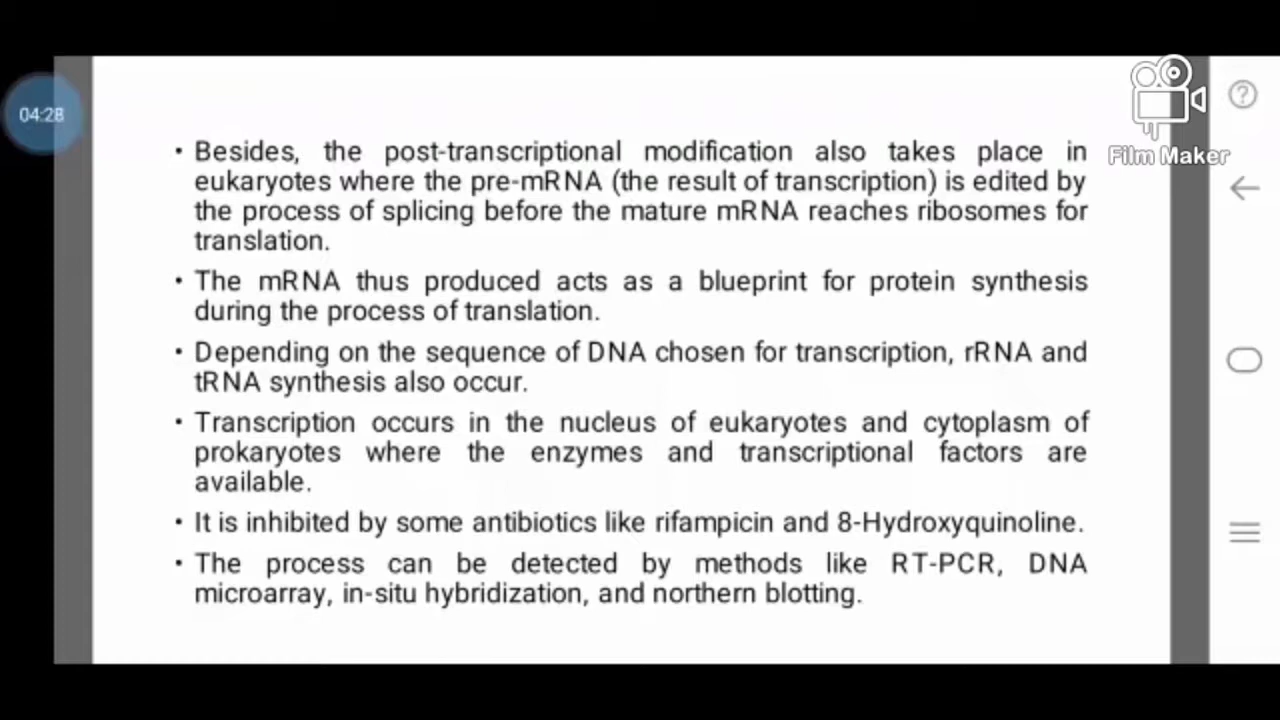 04:28
Film Maker
• Besides, the post-transcriptional modification also takes place in
eukaryotes where the pre-mRNA (the result of transcription) is edited by
the process of splicing before the mature mRNA reaches ribosomes for
translation.
• The mRNA thus produced acts as a blueprint for protein synthesis
during the process of translation.
• Depending on the sequence of DNA chosen for transcription, rRNA and
tRNA synthesis also occur.
• Transcription occurs in the nucleus of eukaryotes and cytoplasm of
prokaryotes where the enzymes and transcriptional factors are
available.
• It is inhibited by some antibiotics like rifampicin and 8-Hydroxyquinoline.
• The process can be detected by methods like RT-PCR, DNA
microarray, in-situ hybridization, and northern blotting.